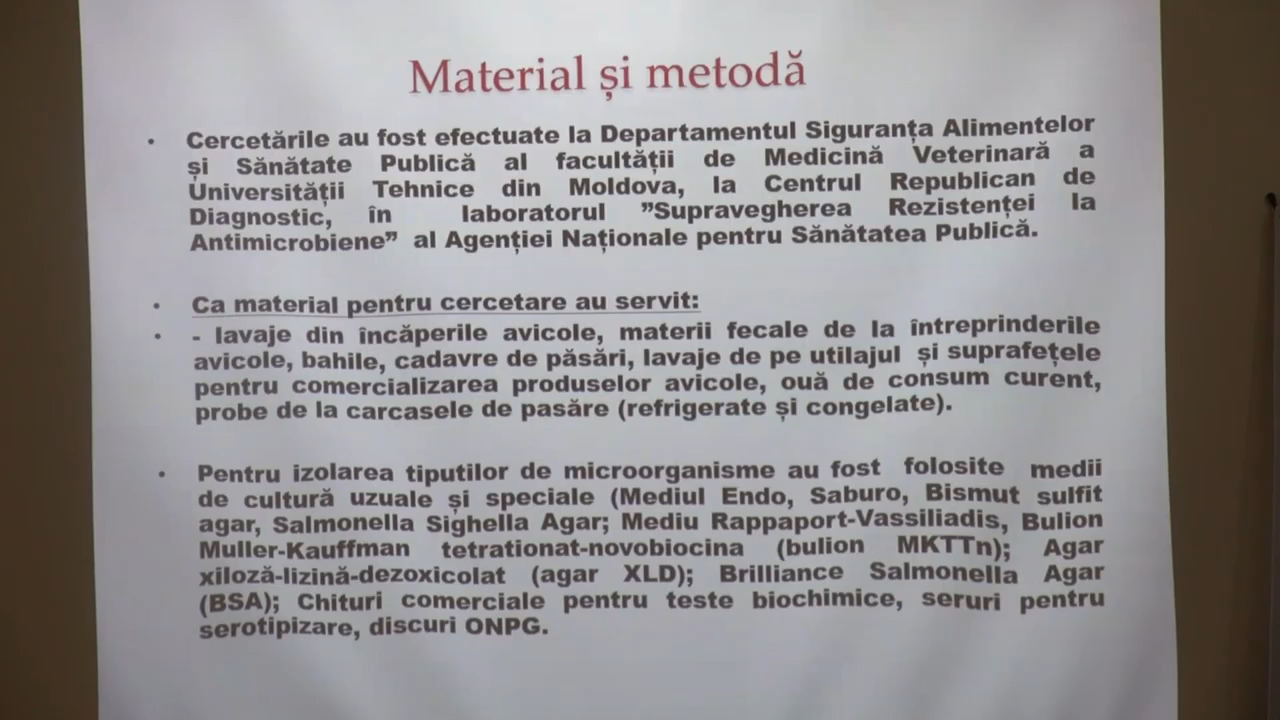 Material și metodă
• Cercetările au fost efectuate la Departamentul Siguranța Alimentelor
și Sănătate Publică al facultății de Medicină Veterinară a
Universității Tehnice din Moldova, la Centrul Republican de
Diagnostic, în laboratorul ”Supravegherea Rezistenței la
Antimicrobiene” al Agenției Naționale pentru Sănătatea Publică.
• Ca material pentru cercetare au servit:
• - lavaje din încăperile avicole, materii fecale de la întreprinderile
avicole, bahile, cadavre de păsări, lavaje de pe utilajul și suprafețele
pentru comercializarea produselor avicole, ouă de consum curent,
probe de la carcasele de pasăre (refrigerate și congelate).
• Pentru izolarea tiputilor de microorganisme au fost folosite medii
de cultură uzuale și speciale (Mediul Endo, Saburo, Bismut sulfit
agar, Salmonella Sighella Agar; Mediu Rappaport-Vassiliadis, Bulion
Muller-Kauffman tetrationat-novobiocina (bulion MKTTn); Agar
xiloză-lizină-dezoxicolat (agar XLD); Brilliance Salmonella Agar
(BSA); Chituri comerciale pentru teste biochimice, seruri pentru
serotipizare, discuri ONPG.